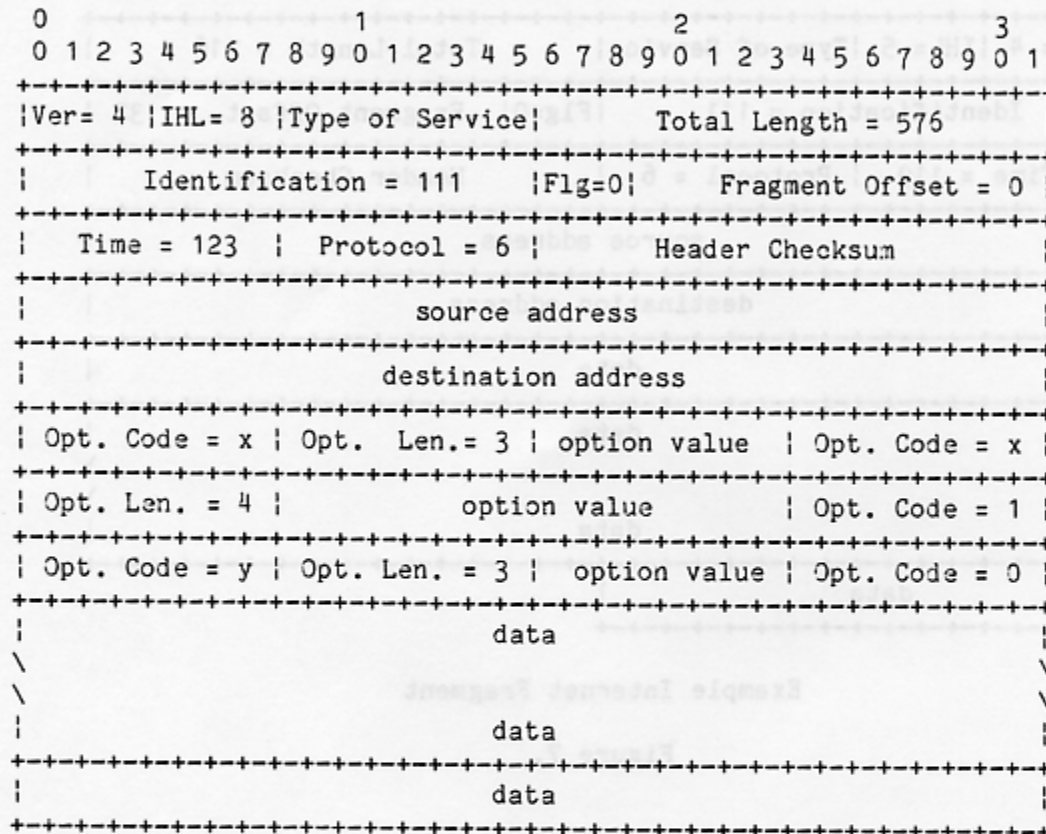 0                   1                   2                   3
0 1 2 3 4 5 6 7 8 9 0 1 2 3 4 5 6 7 8 9 0 1 2 3 4 5 6 7 8 9 0 1
+-+-+-+-+-+-+-+-+-+-+-+-+-+-+-+-+-+-+-+-+-+-+-+-+-+-+-+-+-+-+-+-+
|Ver= 4 |IHL= 8 |Type of Service|       Total Length = 576
+-+-+-+-+-+-+-+-+-+-+-+-+-+-+-+-+-+-+-+-+-+-+-+-+-+-+-+-+-+-+-+-+
|       Identification = 111    |Flg=0|     Fragment Offset = 0 |
+-+-+-+-+-+-+-+-+-+-+-+-+-+-+-+-+-+-+-+-+-+-+-+-+-+-+-+-+-+-+-+-+
|   Time = 123  |  Protocol = 6 |       Header Checksum         |
+-+-+-+-+-+-+-+-+-+-+-+-+-+-+-+-+-+-+-+-+-+-+-+-+-+-+-+-+-+-+-+-+
|                        source address                         |
+-+-+-+-+-+-+-+-+-+-+-+-+-+-+-+-+-+-+-+-+-+-+-+-+-+-+-+-+-+-+-+-+
|                      destination address                      |
+-+-+-+-+-+-+-+-+-+-+-+-+-+-+-+-+-+-+-+-+-+-+-+-+-+-+-+-+-+-+-+-+
| Opt. Code = x | Opt.  Len.= 3 | option value  | Opt. Code = x |
+-+-+-+-+-+-+-+-+-+-+-+-+-+-+-+-+-+-+-+-+-+-+-+-+-+-+-+-+-+-+-+-+
| Opt. Len. = 4 |           option value        | Opt. Code = 1 |
+-+-+-+-+-+-+-+-+-+-+-+-+-+-+-+-+-+-+-+-+-+-+-+-+-+-+-+-+-+-+-+-+
| Opt. Code = y | Opt. Len. = 3 |  option value | Opt. Code = 0 |
+-+-+-+-+-+-+-+-+-+-+-+-+-+-+-+-+-+-+-+-+-+-+-+-+-+-+-+-+-+-+-+-+
|                             data                              |
\                                                               \
\                                                               \
|                             data                              |
+-+-+-+-+-+-+-+-+-+-+-+-+-+-+-+-+-+-+-+-+-+-+-+-+-+-+-+-+-+-+-+-+
|                             data                              |
+-+-+-+-+-+-+-+-+-+-+-+-+-+-+-+-+-+-+-+-+-+-+-+-+-+-+-+-+-+-+-+-+